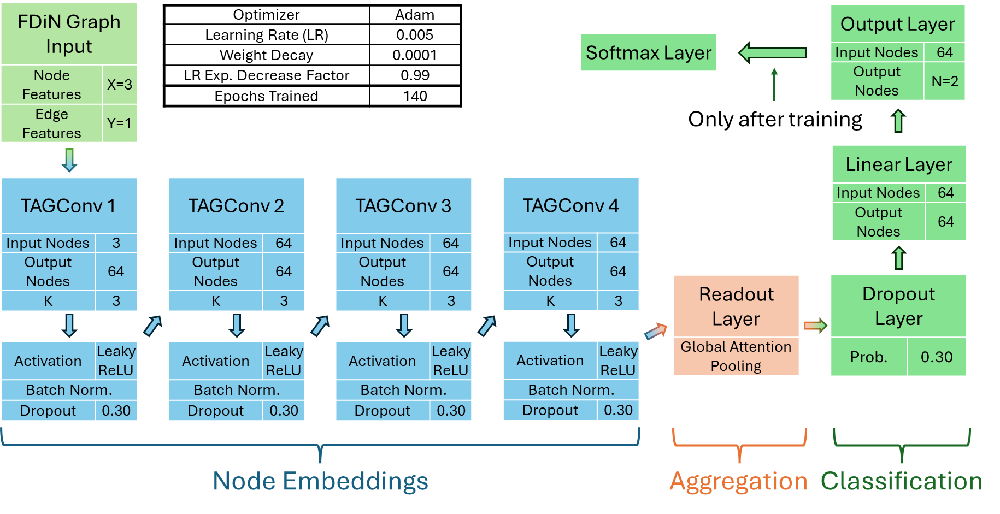 FDiN Graph
Input
Node
Features
X=3
Edge
Features
Y=1
Optimizer
Adam
Learning Rate (LR)
0.005
Weight Decay
0.0001
LR Exp. Decrease Factor
0.99
Epochs Trained
140
Softmax Layer
Only after training
Output Layer
Input Nodes
64
Output
Nodes
N=2
Linear Layer
Input Nodes
64
Output
Nodes
64
TAGConv 1
Input Nodes
3
Output
Nodes
64
K
3
Activation
Leaky
ReLU
Batch Norm.
Dropout
0.30
TAGConv 2
Input Nodes
64
Output
Nodes
64
K
3
Activation
Leaky
ReLU
Batch Norm.
Dropout
0.30
TAGConv 3
Input Nodes
64
Output
Nodes
64
K
3
Activation
Leaky
ReLU
Batch Norm.
Dropout
0.30
TAGConv 4
Input Nodes
64
Output
Nodes
64
K
3
Activation
Leaky
ReLU
Batch Norm.
Dropout
0.30
Readout
Layer
Global Attention
Pooling
Dropout
Layer
Prob.
0.30
Node Embeddings
Aggregation
Classification